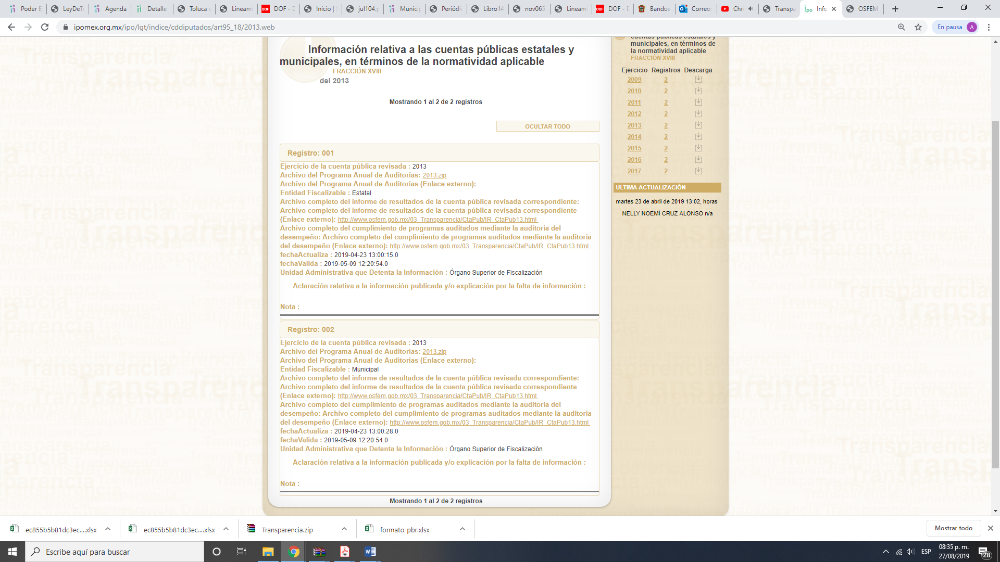 Poder E
LeyDeTr
Agenda
Detalle
Toluca d
Lineami
DOF - D
Inicio | S
jul104.p
Municip
Periódic
Libro14
nov065
Lineami
DOF - D
Bandos
Correo:
Chri
Transpa
Info
OSFEM
ipomex.org.mx/ipo/lgt/indice/cddiputados/art95_18/2013.web
En pausa
A
Información relativa a las cuentas públicas estatales y
municipales, en términos de la normatividad aplicable
FRACCIÓN XVIII
del 2013
Mostrando 1 al 2 de 2 registros
OCULTAR TODO
Registro: 001
Ejercicio de la cuenta pública revisada : 2013
Archivo del Programa Anual de Auditorias: 2013.zip
Archivo del Programa Anual de Auditorias (Enlace externo):
Entidad Fiscalizable : Estatal
Archivo completo del informe de resultados de la cuenta pública revisada correspondiente:
Archivo completo del informe de resultados de la cuenta pública revisada correspondiente
(Enlace externo): http://www.osfem.gob.mx/03_Transparencia/CtaPub/IR_CtaPub13.html
Archivo completo del cumplimiento de programas auditados mediante la auditoria del
desempeño: Archivo completo del cumplimiento de programas auditados mediante la auditoria
del desempeño (Enlace externo): http://www.osfem.gob.mx/03_Transparencia/CtaPub/IR_CtaPub13.html
fechaActualiza : 2019-04-23 13:00:15.0
fechaValida : 2019-05-09 12:20:54.0
Unidad Administrativa que Detenta la Información : Órgano Superior de Fiscalización
Aclaración relativa a la información publicada y/o explicación por la falta de información :
Nota :
Registro: 002
Ejercicio de la cuenta pública revisada : 2013
Archivo del Programa Anual de Auditorias: 2013.zip
Archivo del Programa Anual de Auditorias (Enlace externo):
Entidad Fiscalizable : Municipal
Archivo completo del informe de resultados de la cuenta pública revisada correspondiente:
Archivo completo del informe de resultados de la cuenta pública revisada correspondiente
(Enlace externo): http://www.osfem.gob.mx/03_Transparencia/CtaPub/IR_CtaPub13.html
Archivo completo del cumplimiento de programas auditados mediante la auditoria del
desempeño: Archivo completo del cumplimiento de programas auditados mediante la auditoria
del desempeño (Enlace externo): http://www.osfem.gob.mx/03_Transparencia/CtaPub/IR_CtaPub13.html
fechaActualiza : 2019-04-23 13:00:28.0
fechaValida : 2019-05-09 12:20:54.0
Unidad Administrativa que Detenta la Información : Órgano Superior de Fiscalización
Aclaración relativa a la información publicada y/o explicación por la falta de información :
Nota :
Mostrando 1 al 2 de 2 registros
cuentas públicas estatales y
municipales, en términos de
la normatividad aplicable
FRACCIÓN XVIII
Ejercicio Registros Descarga
2009 2
2010 2
2011 2
2012 2
2013 2
2014 2
2015 2
2016 2
2017 2
ULTIMA ACTUALIZACIÓN
martes 23 de abril de 2019 13:02, horas
NELLY NOEMÍ CRUZ ALONSO n/a
ec855b5b81dc3ec....xlsx
ec855b5b81dc3ec....xlsx
Transparencia.zip
formato-pbr.xlsx
Mostrar todo
Escribe aquí para buscar
ESP
08:35 p. m.
27/08/2019
28